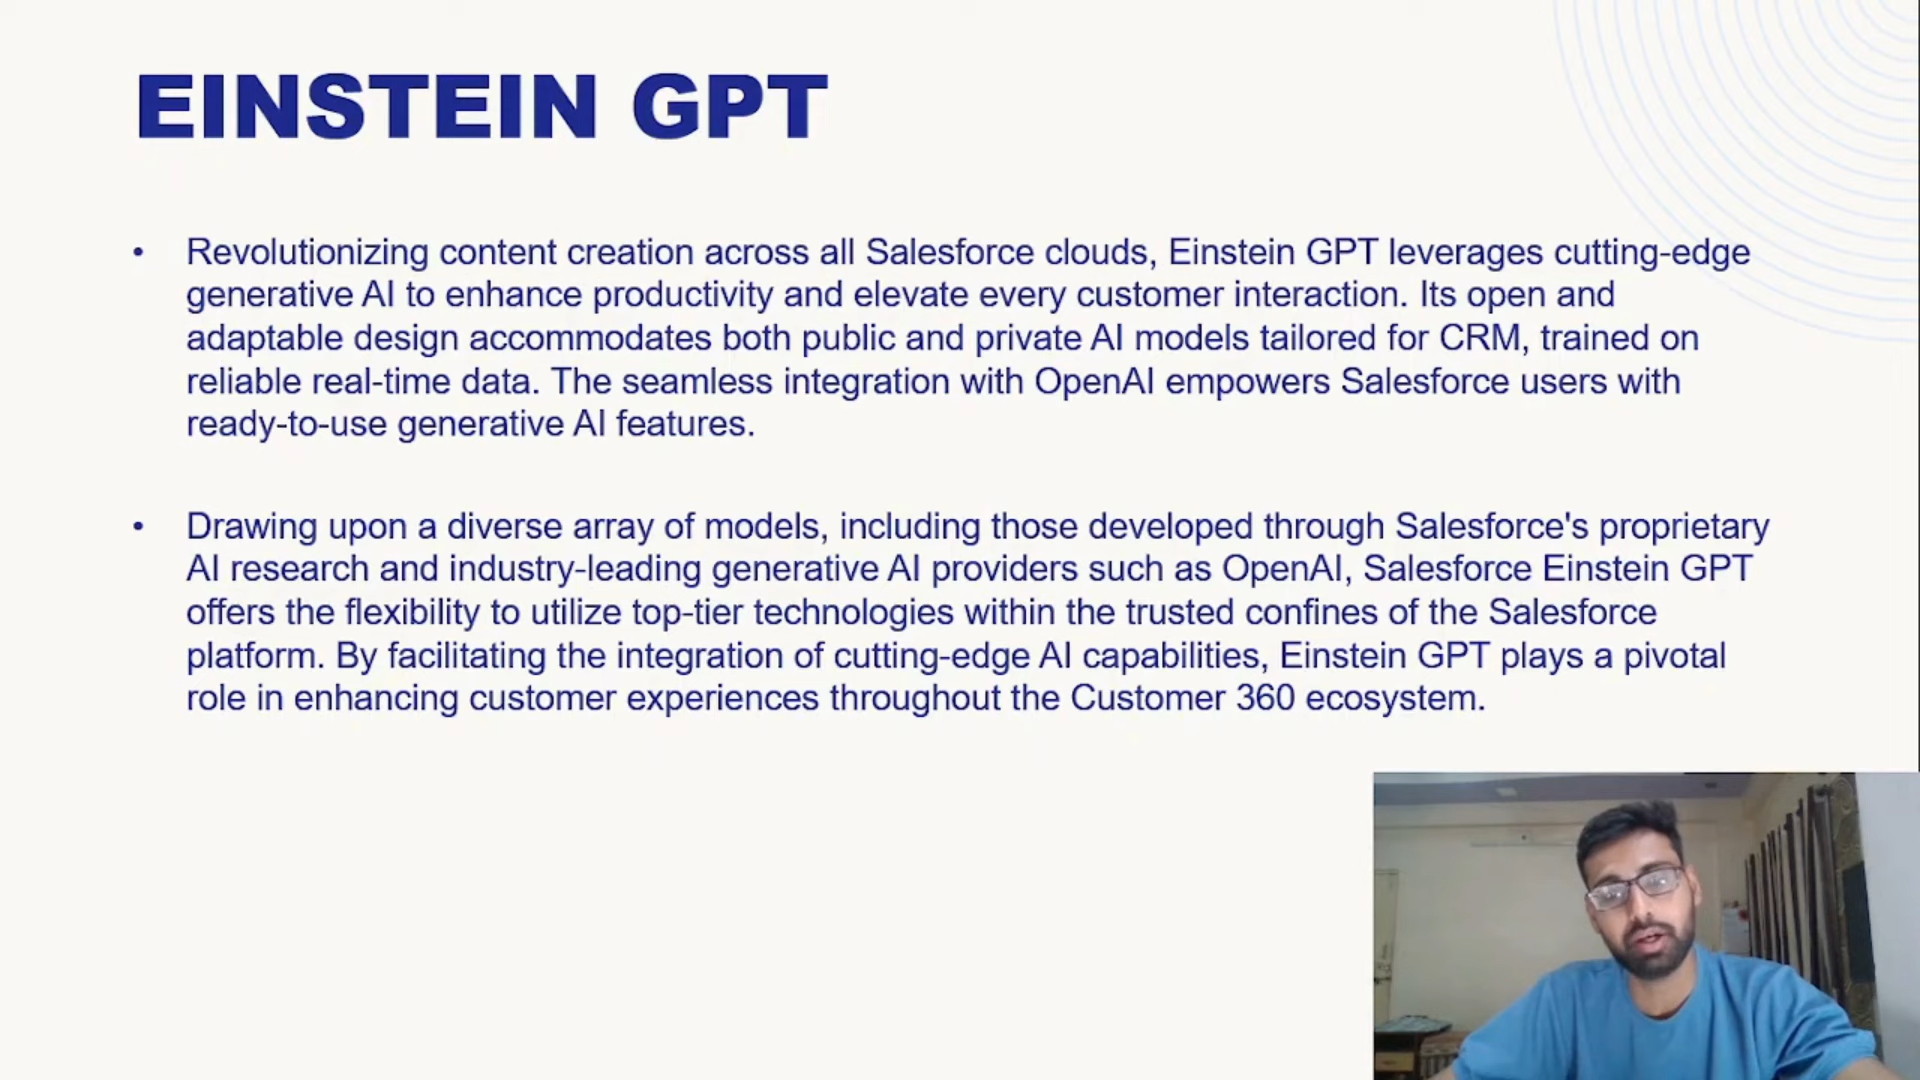 EINSTEIN GPT
• Revolutionizing content creation across all Salesforce clouds, Einstein GPT leverages cutting-edge
generative AI to enhance productivity and elevate every customer interaction. Its open and
adaptable design accommodates both public and private AI models tailored for CRM, trained on
reliable real-time data. The seamless integration with OpenAI empowers Salesforce users with
ready-to-use generative AI features.
• Drawing upon a diverse array of models, including those developed through Salesforce's proprietary
AI research and industry-leading generative AI providers such as OpenAI, Salesforce Einstein GPT
offers the flexibility to utilize top-tier technologies within the trusted confines of the Salesforce
platform. By facilitating the integration of cutting-edge AI capabilities, Einstein GPT plays a pivotal
role in enhancing customer experiences throughout the Customer 360 ecosystem.